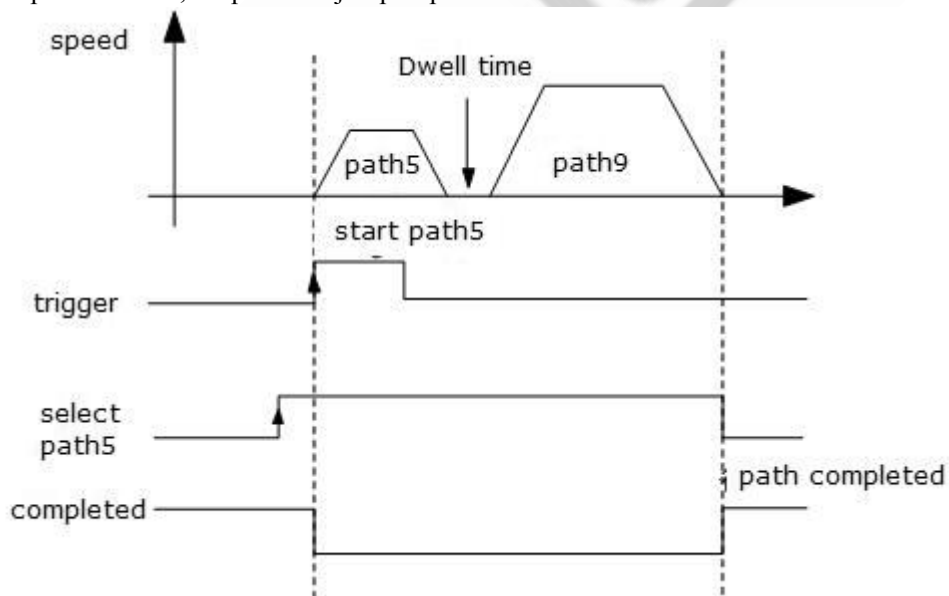 speed
Dwell time
path5
path9
start path5
trigger
select
path5
path completed
completed